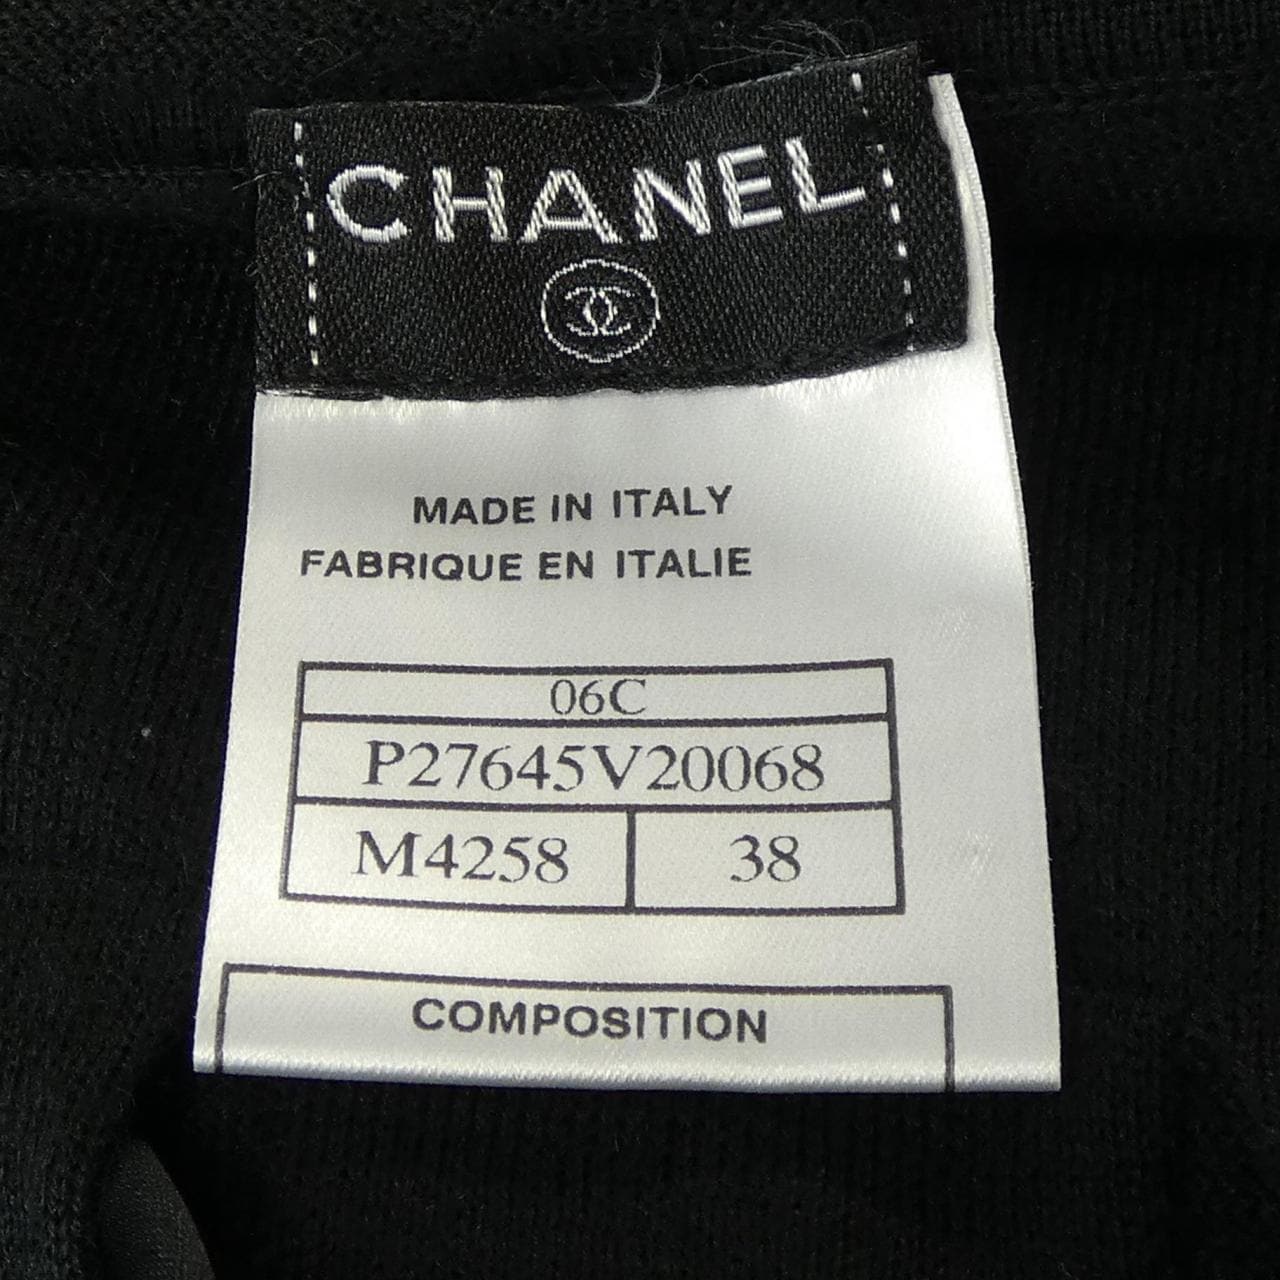 CHANEL
MADE IN ITALY
FABRIQUE EN ITALIE
06C
P27645V20068
M4258 38
COMPOSITION